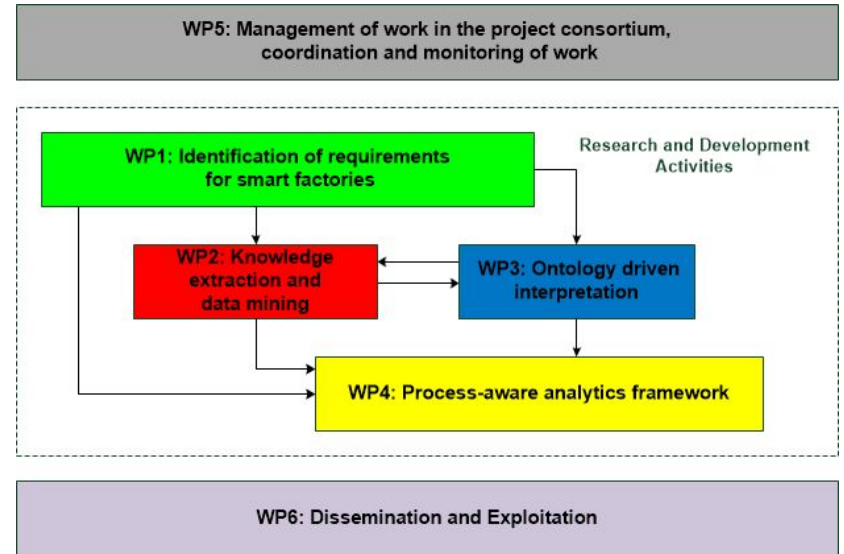 WP5: Management of work in the project consortium,
coordination and monitoring of work
WP1: Identification of requirements
for smart factories
Research and Development
Activities
WP2: Knowledge
extraction and
data mining
WP3: Ontology driven
interpretation
WP4: Process-aware analytics framework
WP6: Dissemination and Exploitation